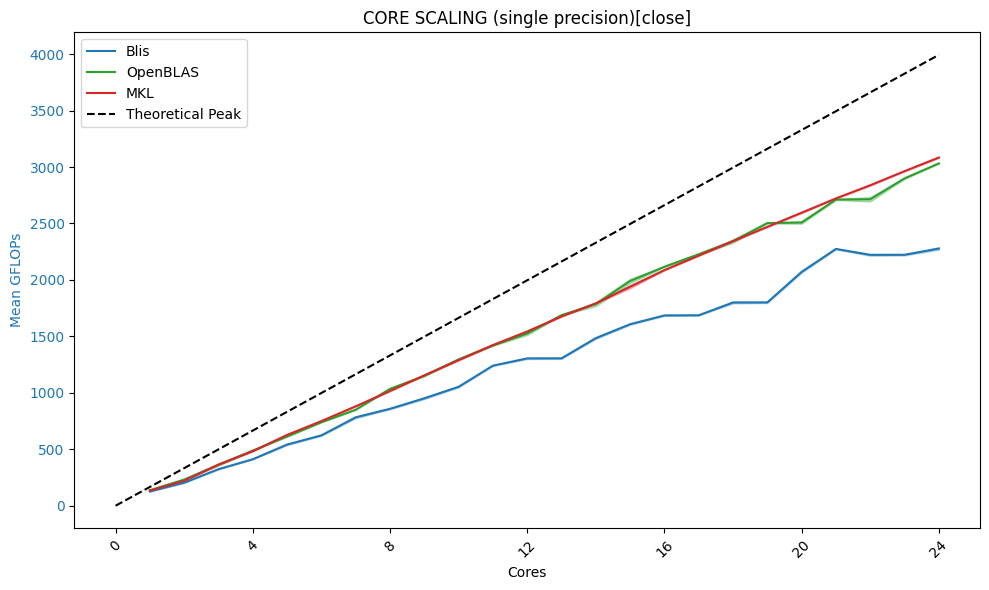 CORE SCALING (single precision)[close]
Blis
OpenBLAS
MKL
Theoretical Peak
Mean GFLOPs
4000
3500
3000
2500
2000
1500
1000
500
0
0 4 8 12 16 20 24
Cores